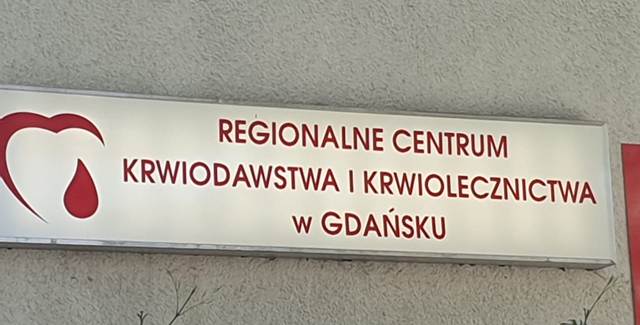 REGIONALNE CENTRUM
KRWIODAWSTWA I KRWIOLECZNICTWA
w GDAŃSKU